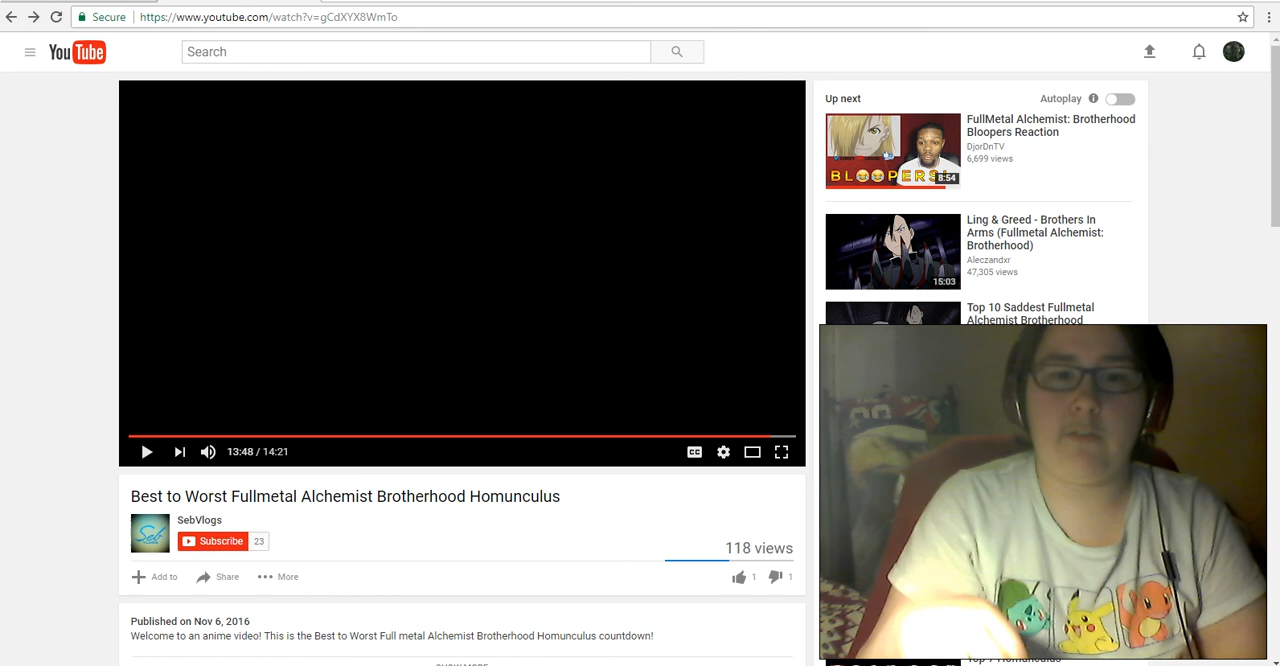 Secure
https://www.youtube.com/watch?v=gCdXYX8WmTo
YouTube
Search
13:48 / 14:21
CC
Best to Worst Fullmetal Alchemist Brotherhood Homunculus
SebVlogs
Subscribe 23
118 views
Add to Share More
1 1
Published on Nov 6, 2016
Welcome to an anime video! This is the Best to Worst Full metal Alchemist Brotherhood Homunculus countdown!
Up next Autoplay
BLOOPERS!
8:54
FullMetal Alchemist: Brotherhood
Bloopers Reaction
DjorDnTV
6,699 views
15:03
Ling & Greed - Brothers In
Arms (Fullmetal Alchemist:
Brotherhood)
Aleczandxr
47,305 views
Top 10 Saddest Fullmetal
Alchemist Brotherhood